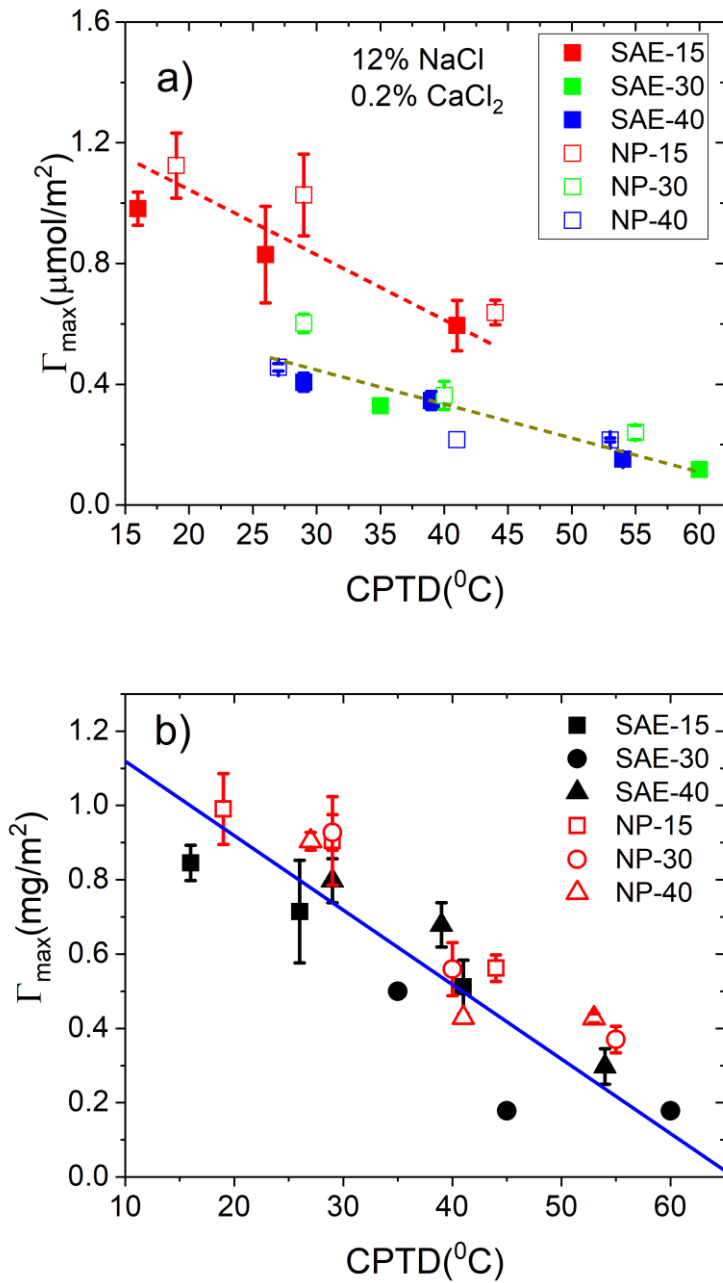 a)
12% NaCl
0.2% CaCl₂
SAE-15
SAE-30
SAE-40
NP-15
NP-30
NP-40
Γmax(μmol/m²)
1.6
1.2
0.8
0.4
0.0
15 20 25 30 35 40 45 50 55 60
CPTD(⁰C)
b)
SAE-15
SAE-30
SAE-40
NP-15
NP-30
NP-40
Γmax(mg/m²)
1.2
1.0
0.8
0.6
0.4
0.2
0.0
10 20 30 40 50 60
CPTD(⁰C)